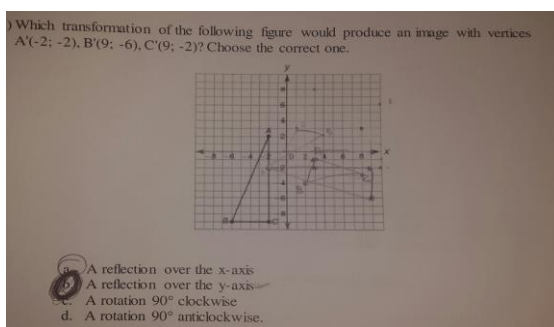 ) Which transformation of the following figure would produce an image with vertices
A'(-2; -2), B'(9; -6), C'(9; -2)? Choose the correct one.
y
A
x
B
C
a. A reflection over the x-axis
b. A reflection over the y-axis
c. A rotation 90° clockwise
d. A rotation 90° anticlockwise.